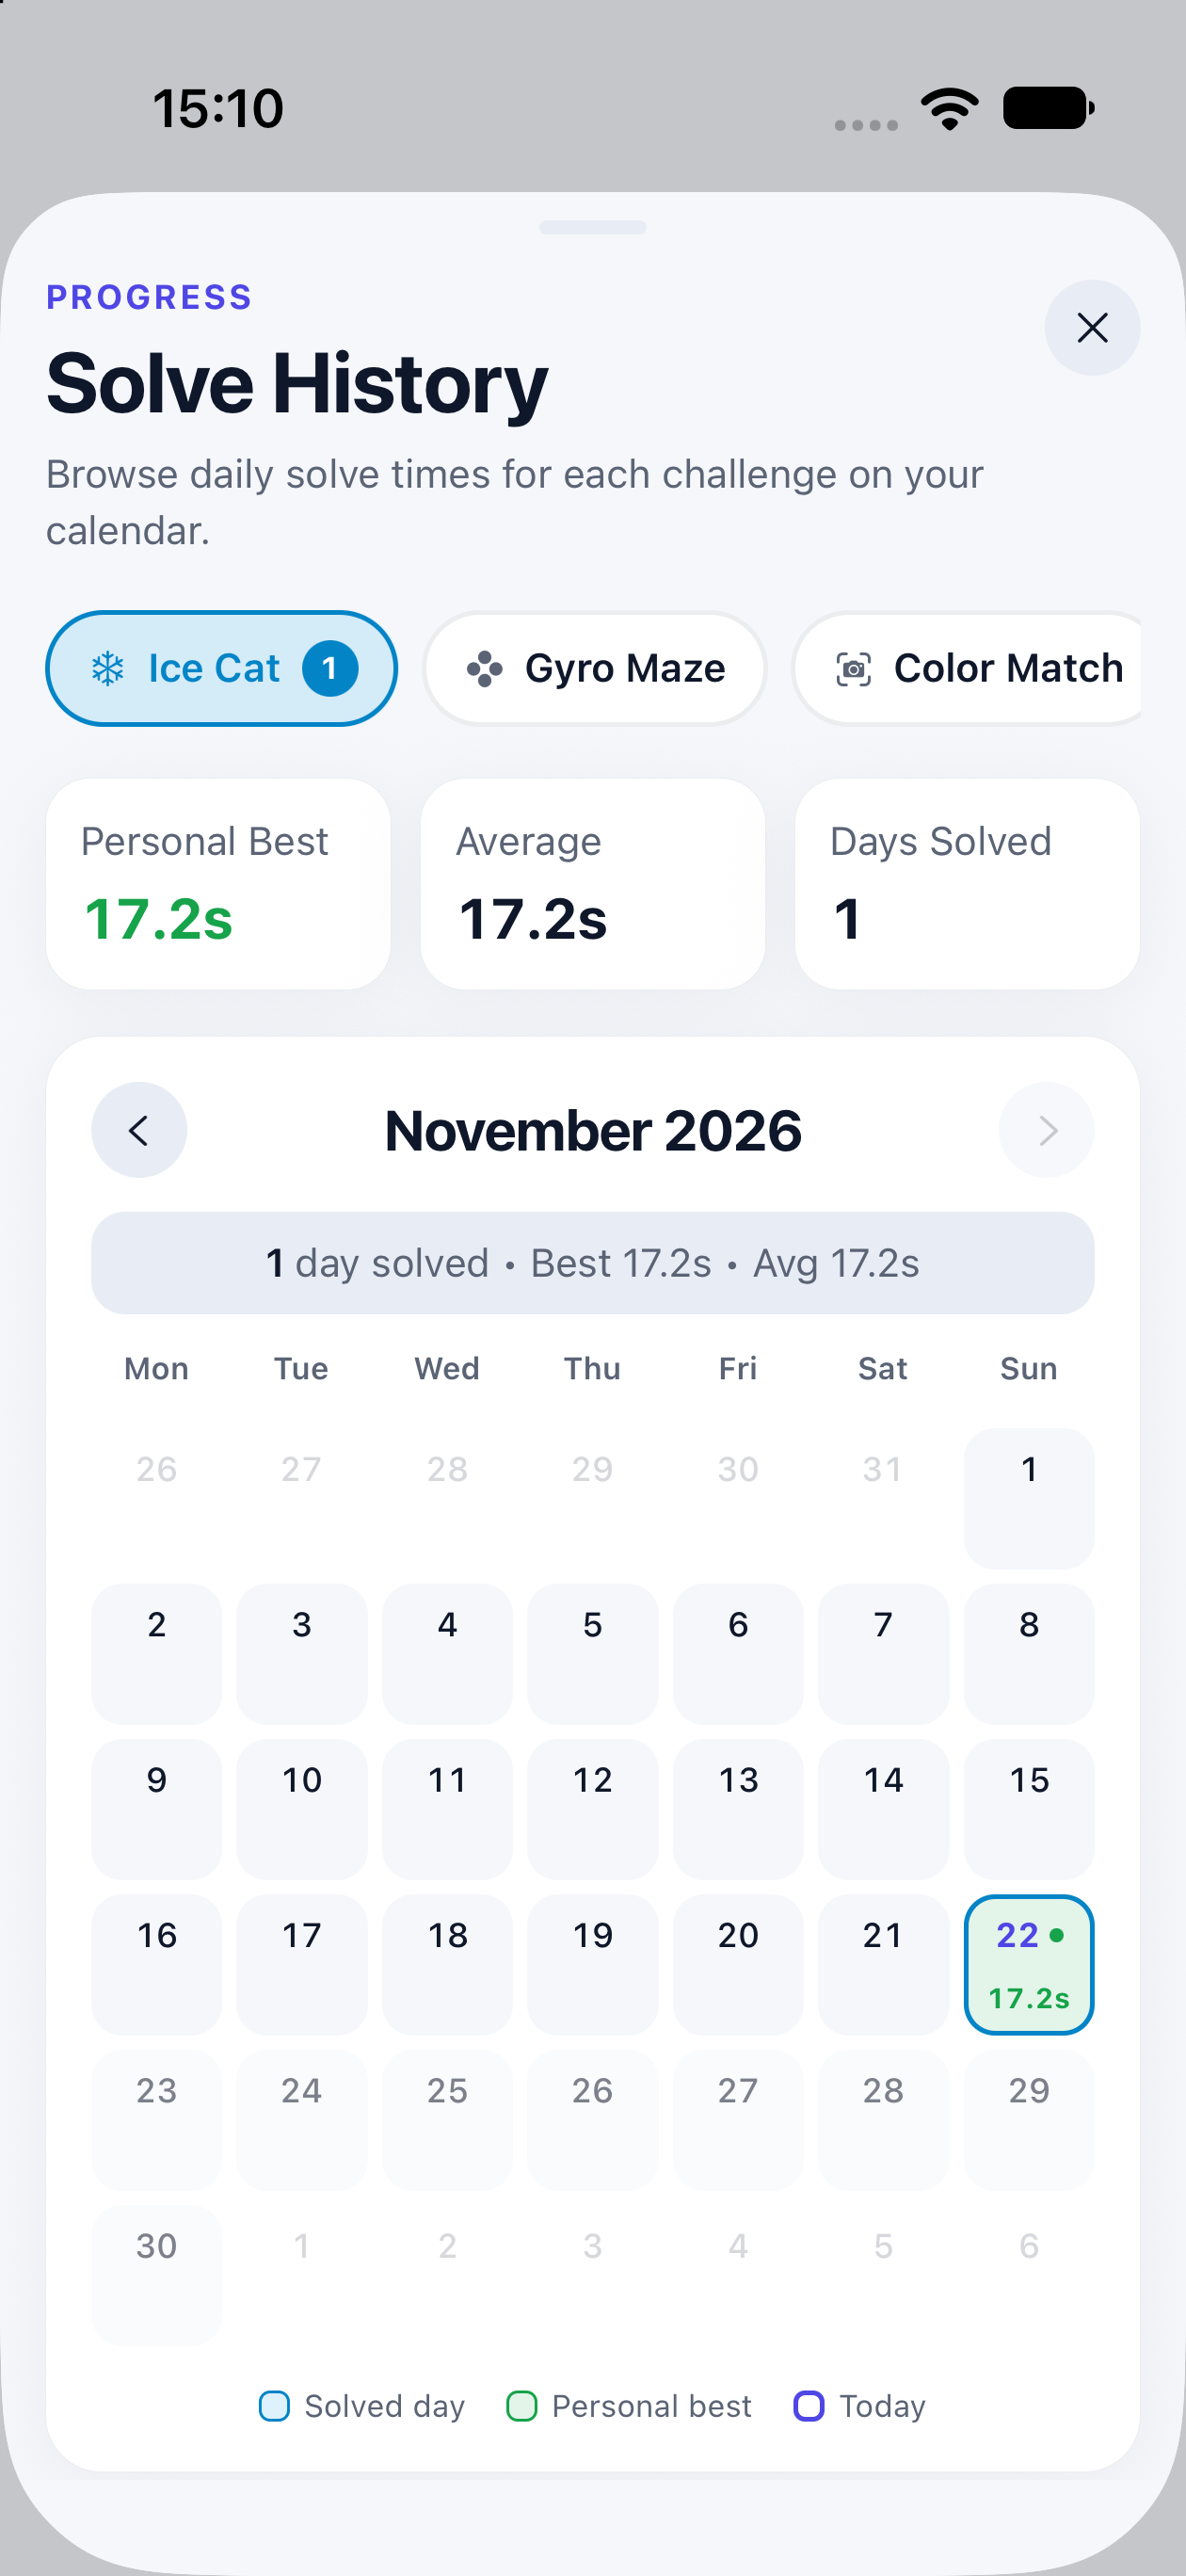 15:10
PROGRESS
Solve History
Browse daily solve times for each challenge on your
calendar.
Ice Cat 1 Gyro Maze Color Match
Personal Best Average Days Solved
17.2s 17.2s 1
November 2026
1 day solved • Best 17.2s • Avg 17.2s
Mon Tue Wed Thu Fri Sat Sun
26 27 28 29 30 31 1
2 3 4 5 6 7 8
9 10 11 12 13 14 15
16 17 18 19 20 21 22
17.2s
23 24 25 26 27 28 29
30 1 2 3 4 5 6
Solved day Personal best Today